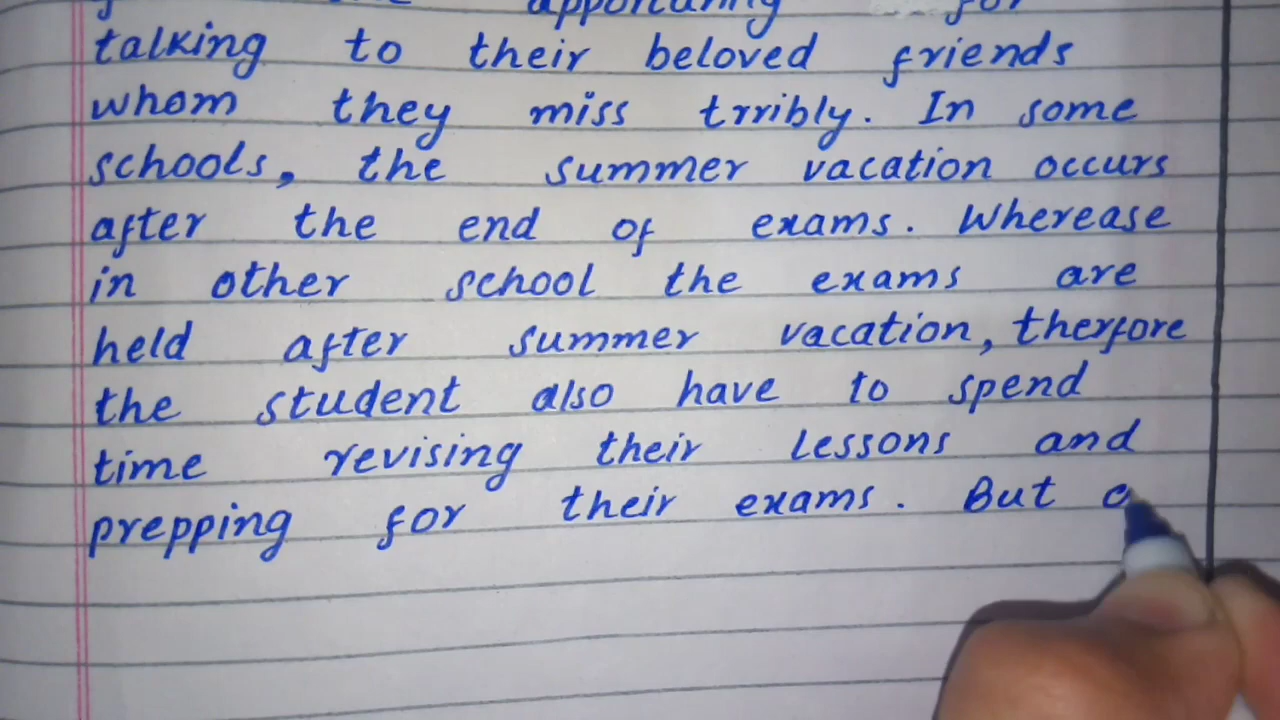 apportunity for
talking to their beloved friends
whom they miss trribly. In some
schools, the summer vacation occurs
after the end of exams. Wherease
in other school the exams are
held after summer vacation, therfore
the student also have to spend
time revising their lessons and
prepping for their exams. But